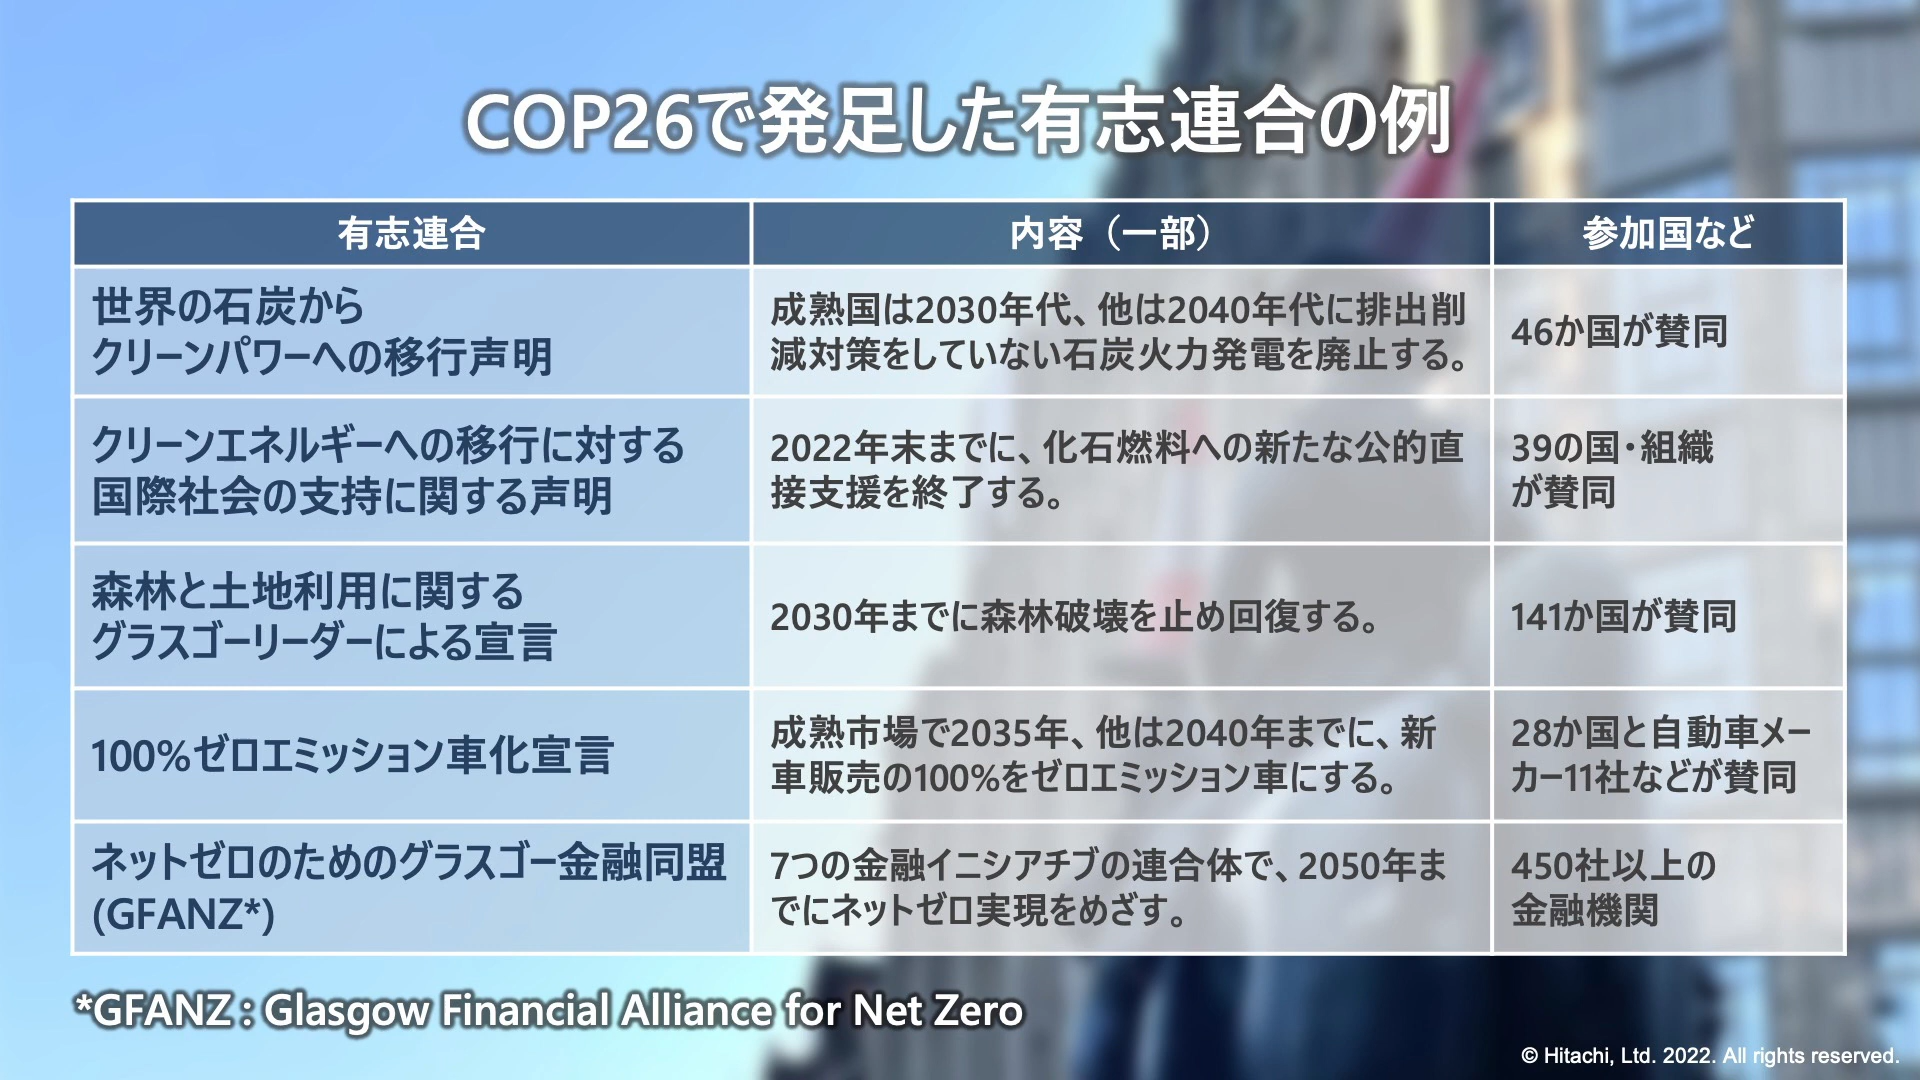 COP26で発足した有志連合の例
有志連合
内容（一部）
参加国など
世界の石炭から
クリーンパワーへの移行声明
成熟国は2030年代、他は2040年代に排出削
減対策をしていない石炭火力発電を廃止する。
46か国が賛同
クリーンエネルギーへの移行に対する
国際社会の支持に関する声明
2022年末までに、化石燃料への新たな公的直
接支援を終了する。
39の国・組織
が賛同
森林と土地利用に関する
グラスゴーリーダーによる宣言
2030年までに森林破壊を止め回復する。
141か国が賛同
100%ゼロエミッション車化宣言
成熟市場で2035年、他は2040年までに、新
車販売の100%をゼロエミッション車にする。
28か国と自動車メー
カー11社などが賛同
ネットゼロのためのグラスゴー金融同盟
(GFANZ*)
7つの金融イニシアチブの連合体で、2050年ま
でにネットゼロ実現をめざす。
450社以上の
金融機関
*GFANZ : Glasgow Financial Alliance for Net Zero
© Hitachi, Ltd. 2022. All rights reserved.